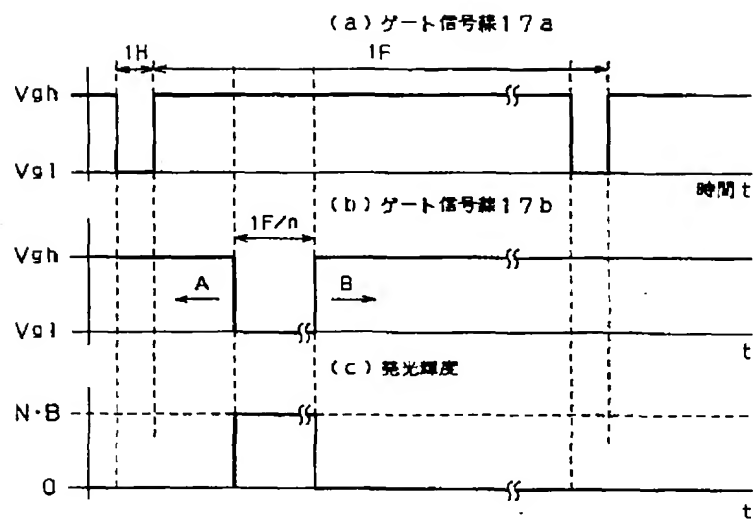 (a)ゲート信号線17a
1H 1F
Vgh
Vgl
時間t
(b)ゲート信号線17b
1F/n
Vgh
A B
Vgl
t
(c)発光輝度
N·B
0
t